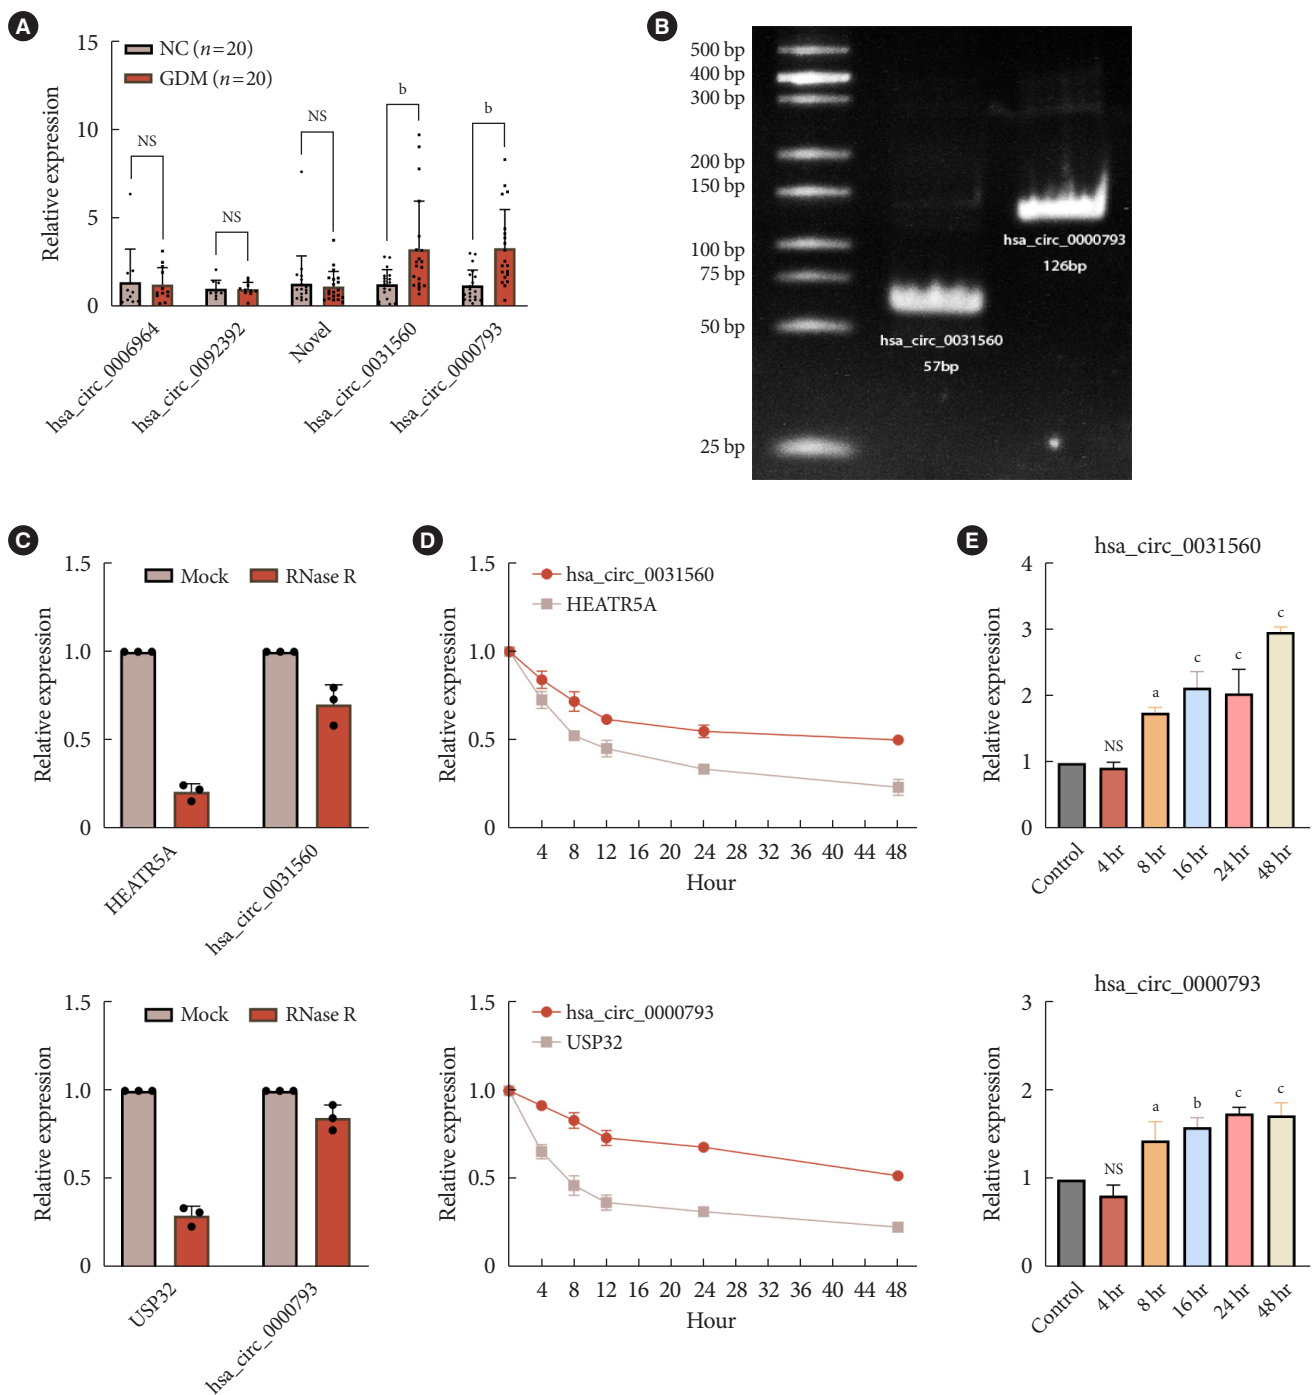 A
Relative expression
15
10
5
0
NC (n=20)
GDM (n=20)
NS
NS
NS
b
b
hsa_circ_0006964
hsa_circ_0092392
Novel
hsa_circ_0031560
hsa_circ_0000793
B
500 bp
400 bp
300 bp
200 bp
150 bp
100 bp
75 bp
50 bp
25 bp
hsa_circ_0000793
126bp
hsa_circ_0031560
57bp
C
Relative expression
1.5
1.0
0.5
0
Mock
RNase R
HEATR5A
hsa_circ_0031560
Relative expression
1.5
1.0
0.5
0
Mock
RNase R
USP32
hsa_circ_0000793
D
Relative expression
1.5
1.0
0.5
0
hsa_circ_0031560
HEATR5A
4 8 12 16 20 24 28 32 36 40 44 48
Hour
Relative expression
1.5
1.0
0.5
0
hsa_circ_0000793
USP32
4 8 12 16 20 24 28 32 36 40 44 48
Hour
E
hsa_circ_0031560
Relative expression
4
3
2
1
0
NS
a
c
c
c
Control
4 hr
8 hr
16 hr
24 hr
48 hr
hsa_circ_0000793
Relative expression
3
2
1
0
NS
a
b
c
c
Control
4 hr
8 hr
16 hr
24 hr
48 hr